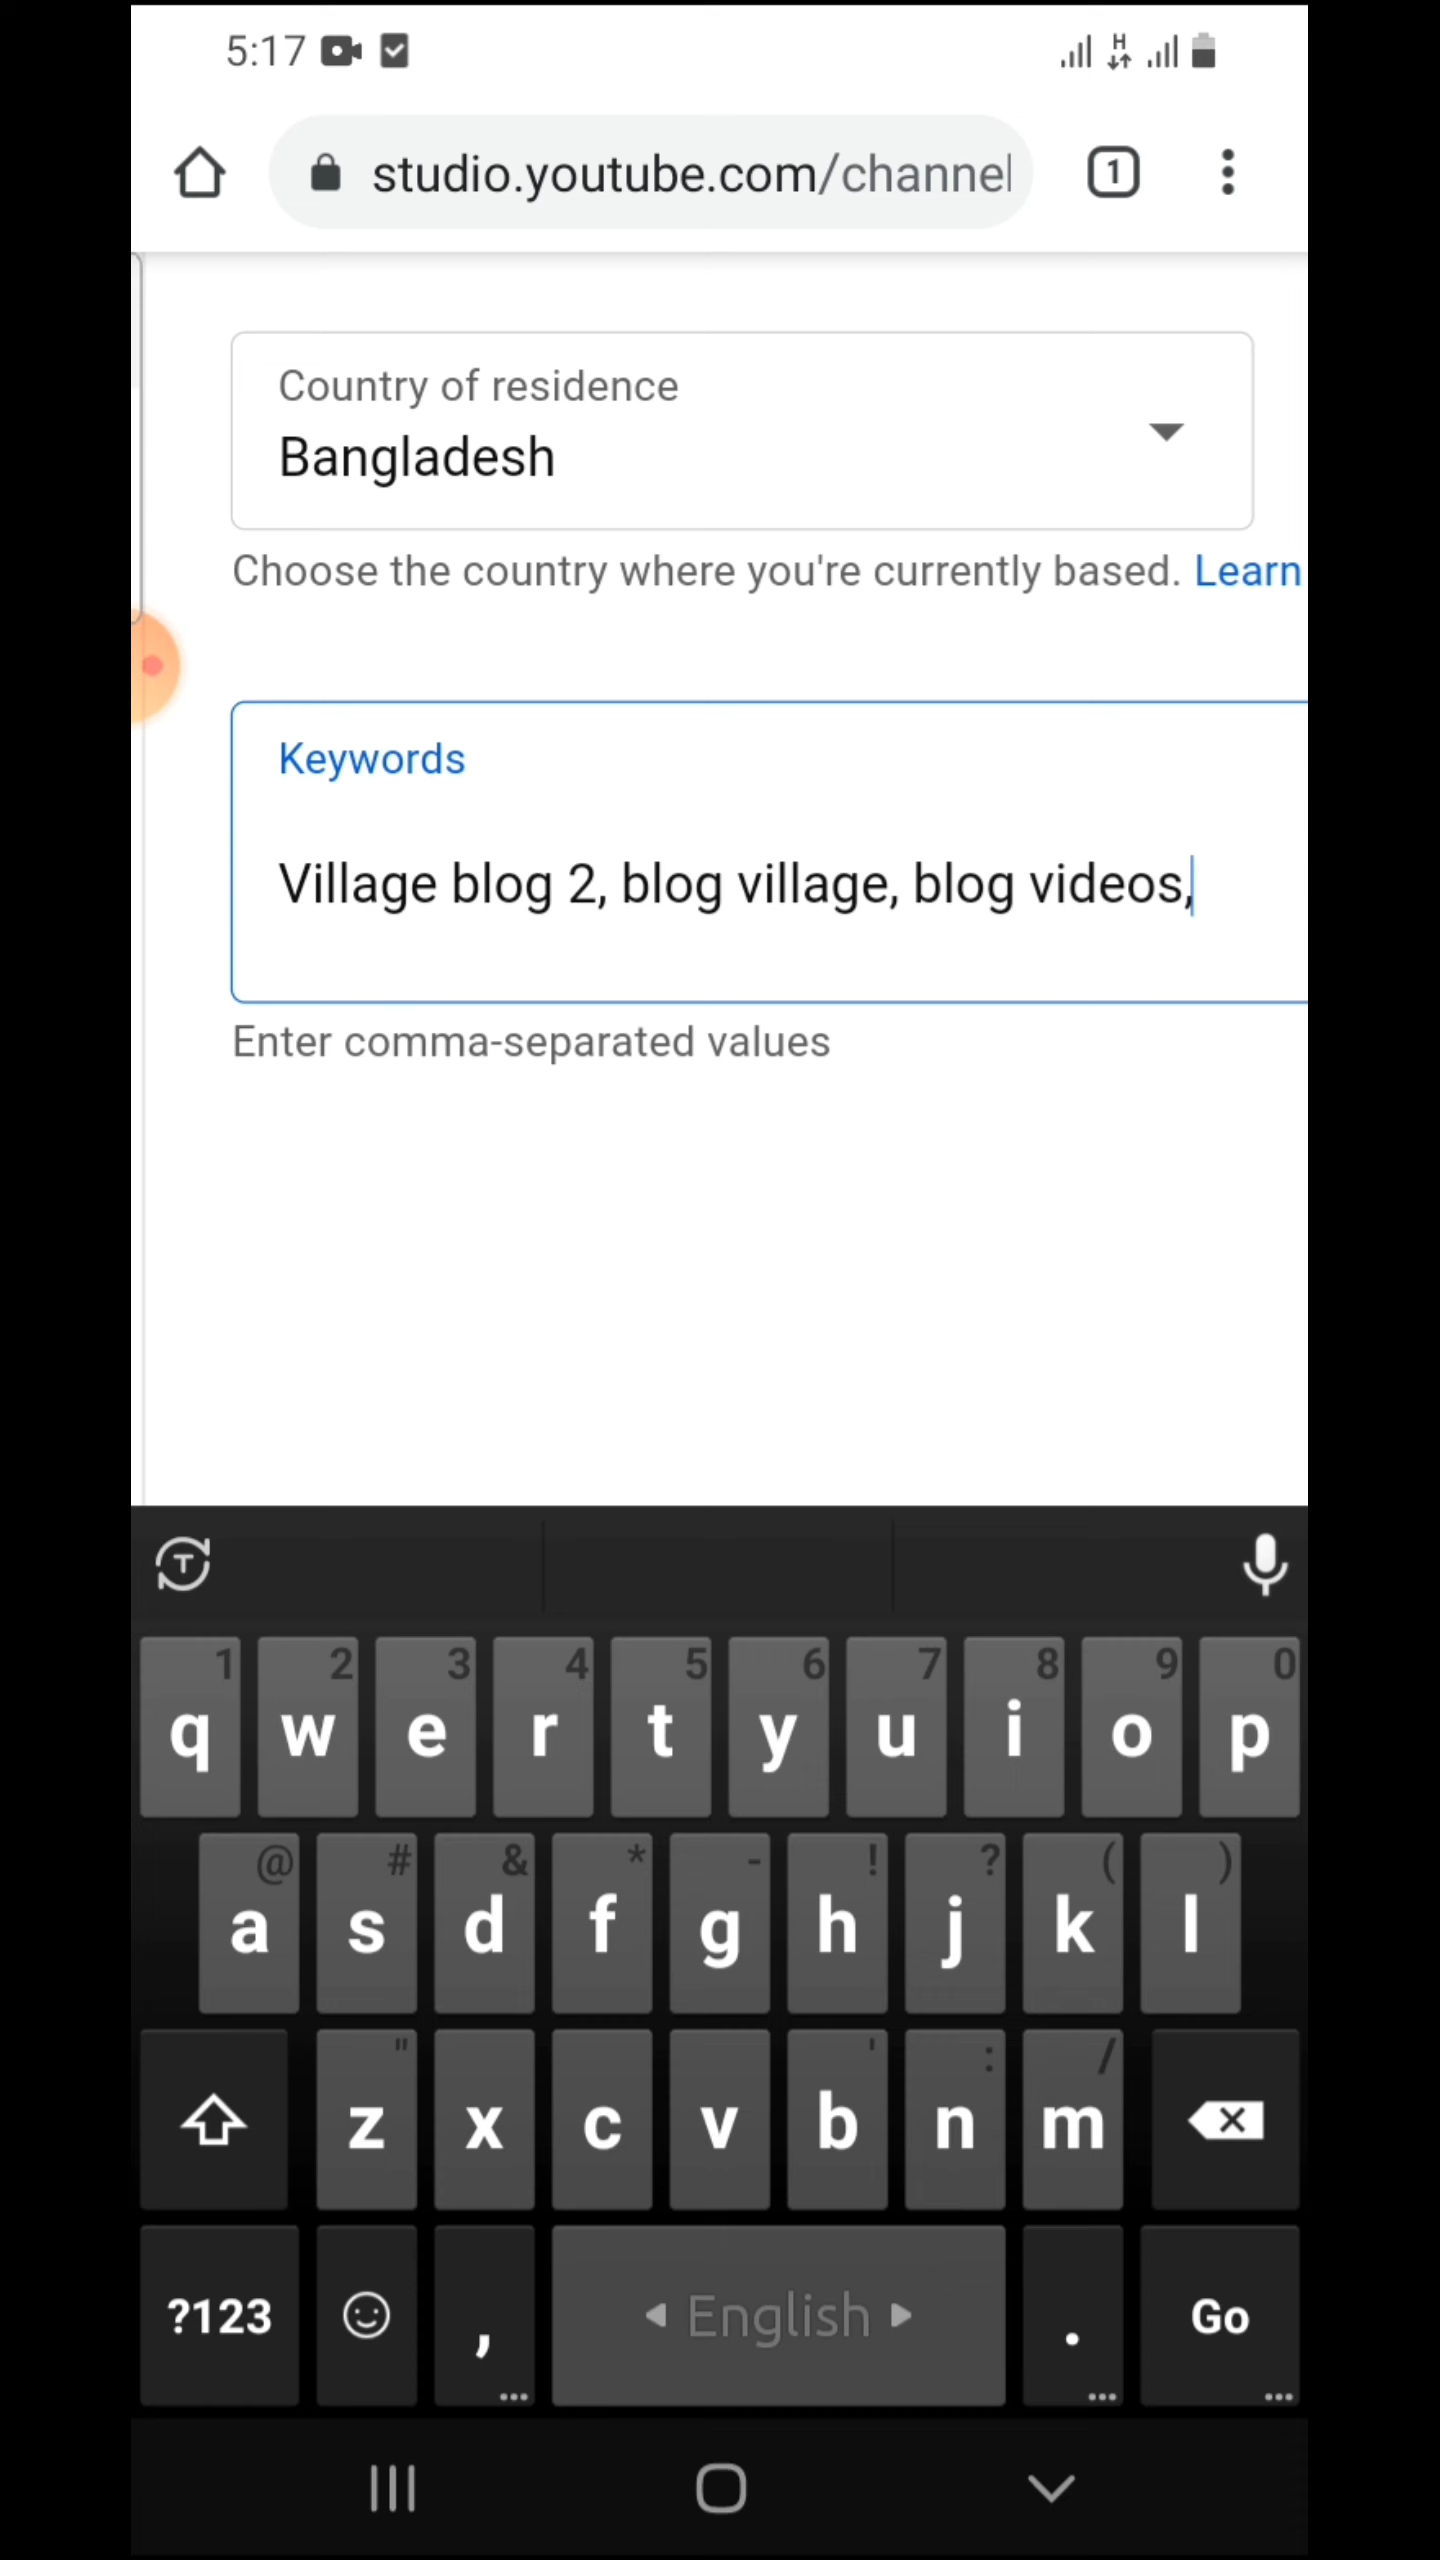 5:17
H
studio.youtube.com/channel
1
Country of residence
Bangladesh
Choose the country where you're currently based. Learn
Keywords
Village blog 2, blog village, blog videos,
Enter comma-separated values
T
1 2 3 4 5 6 7 8 9 0
q w e r t y u i o p
@ # & * - ! ? ( )
a s d f g h j k l
" ' : /
z x c v b n m
?123 , English . Go